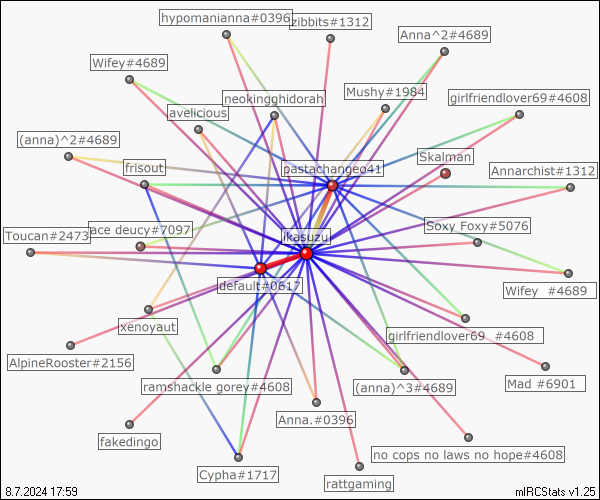 hypomanianna#0396
zibbits#1312
Anna^2#4689
Wifey#4689
neokingghidorah
Mushy#1984
girlfriendlover69#4608
avelicious
(anna)^2#4689
frisout
pastachangeo41
Skalman
Annarchist#1312
Toucan#2473
ace deucy#7097
ikasuzu
Soxy Foxy#5076
default#0617
Wifey #4689
xenoyaut
girlfriendlover69 #4608
AlpineRooster#2156
ramshackle gorey#4608
(anna)^3#4689
Mad #6901
Anna.#0396
fakedingo
no cops no laws no hope#4608
Cypha#1717
rattgaming
8.7.2024 17:59
mIRCStats v1.25